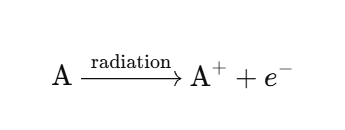 A radiation → A⁺ + e⁻